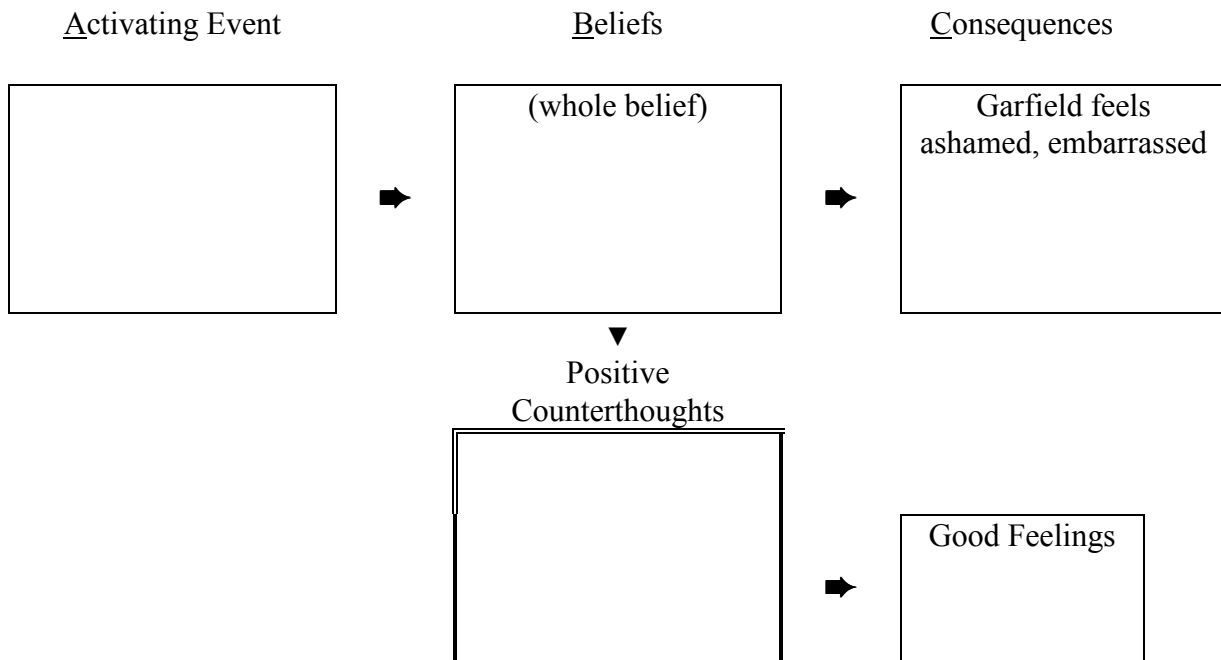 Activating Event
Beliefs
Consequences
(whole belief)
Garfield feels
ashamed, embarrassed
Positive
Counterthoughts
Good Feelings